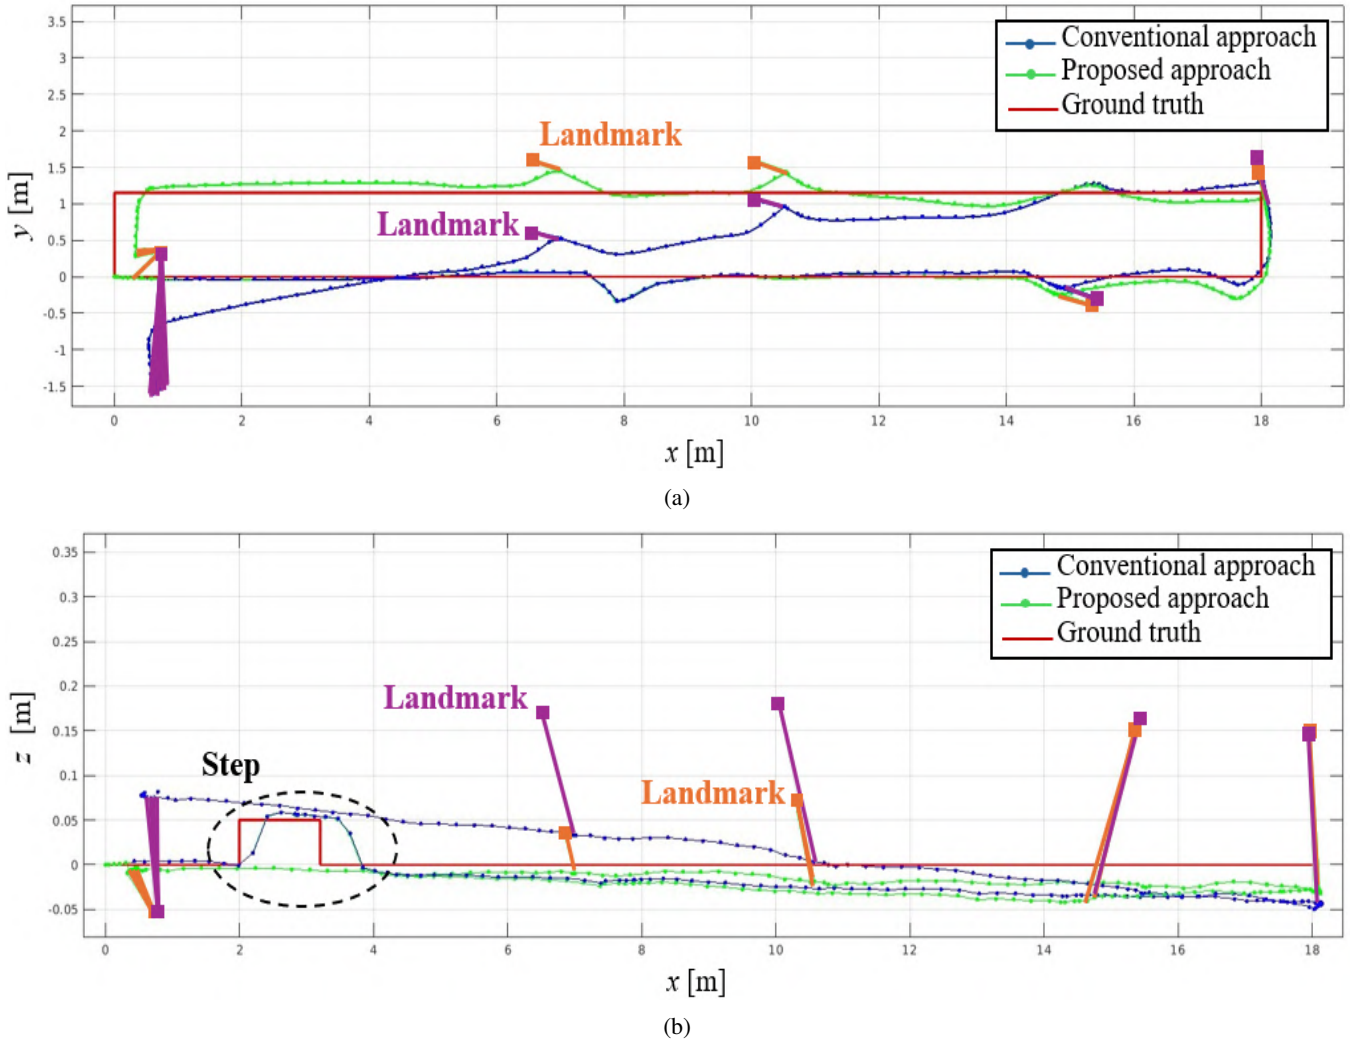 3.5
3
2.5
2
1.5
1
0.5
0
-0.5
-1
-1.5
y [m]
Conventional approach
Proposed approach
Ground truth
Landmark
Landmark
0 2 4 6 8 10 12 14 16 18
x [m]
(a)
0.35
0.3
0.25
0.2
0.15
0.1
0.05
0
-0.05
z [m]
Conventional approach
Proposed approach
Ground truth
Landmark
Step
Landmark
0 2 4 6 8 10 12 14 16 18
x [m]
(b)